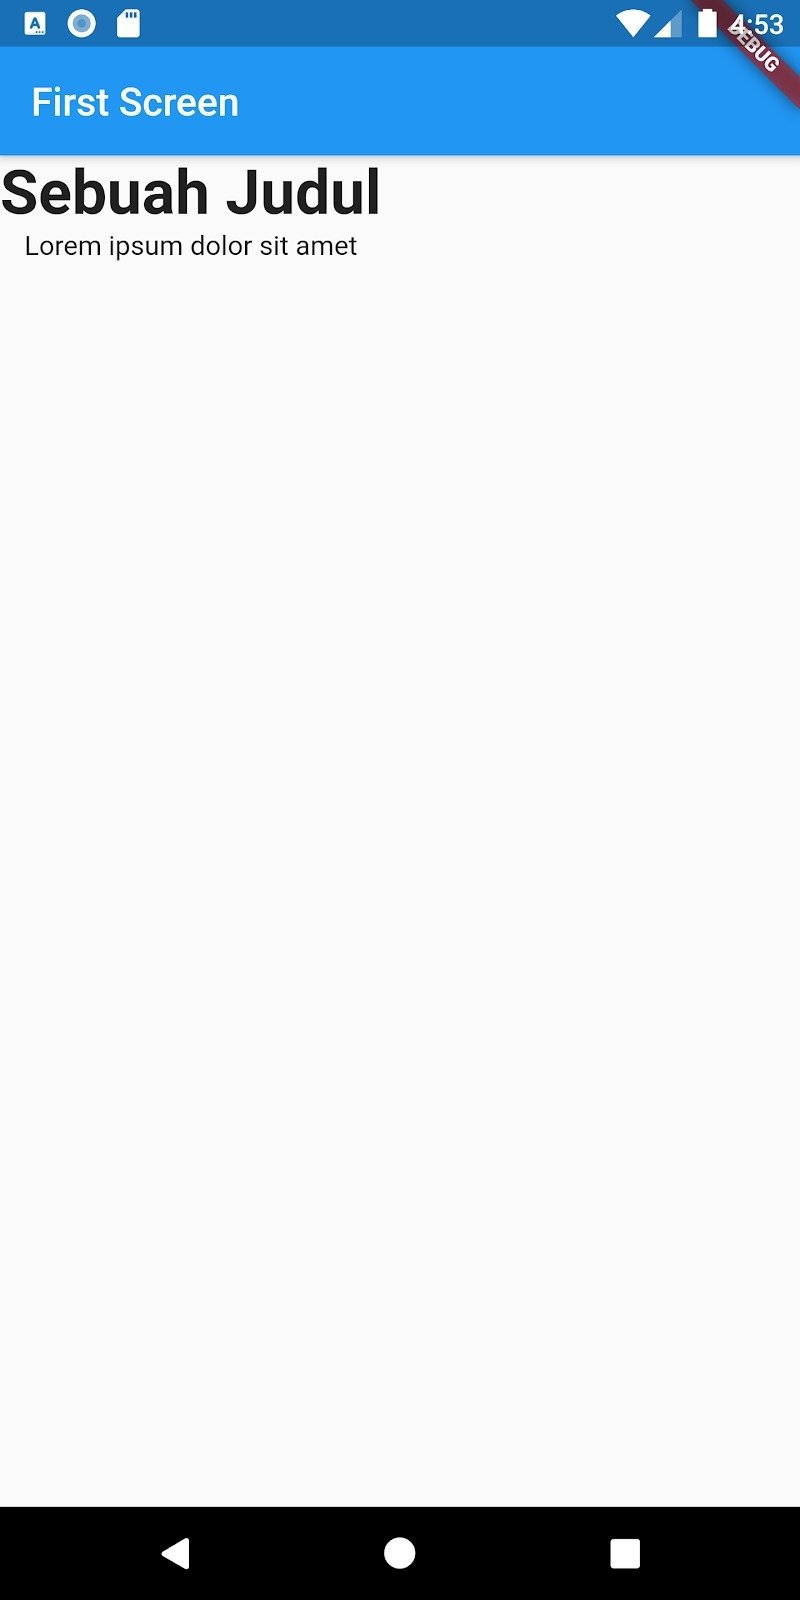 4:53
DEBUG
First Screen
Sebuah Judul
Lorem ipsum dolor sit amet